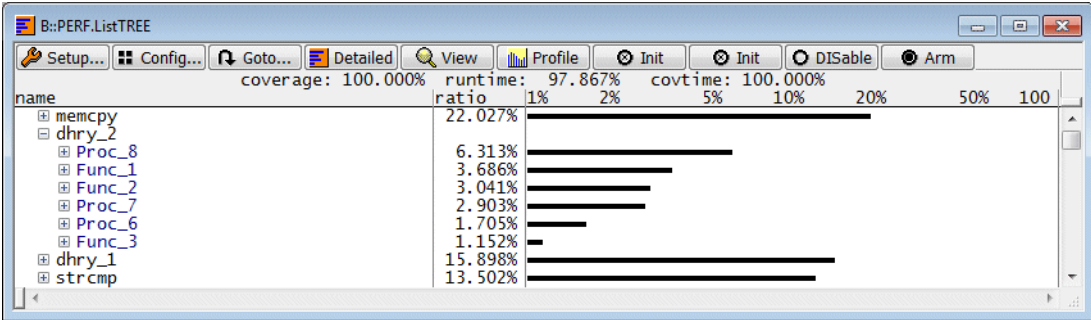 B::PERF.ListTREE
Setup... Config... Goto... Detailed View Profile Init Init DISable Arm
coverage: 100.000% runtime: 97.867% covtime: 100.000%
name ratio 1% 2% 5% 10% 20% 50% 100
memcpy 22.027%
dhry_2
Proc_8 6.313%
Func_1 3.686%
Func_2 3.041%
Proc_7 2.903%
Proc_6 1.705%
Func_3 1.152%
dhry_1 15.898%
strcmp 13.502%